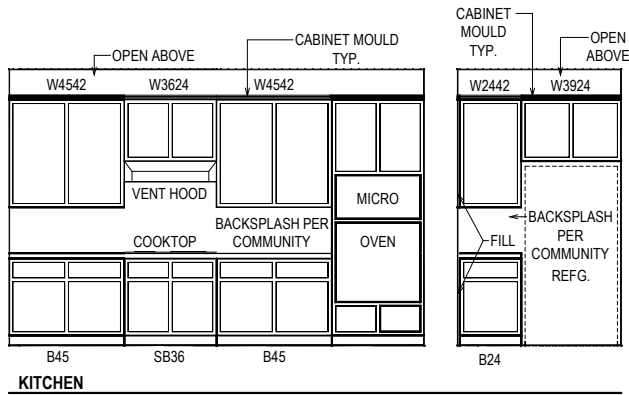 CABINET MOULD
TYP.
OPEN ABOVE
W4542
W3624
W4542
VENT HOOD
MICRO
BACKSPLASH PER
COMMUNITY
COOKTOP
OVEN
B45
SB36
B45
CABINET
MOULD
TYP.
OPEN
ABOVE
W2442
W3924
BACKSPLASH
PER
COMMUNITY
FILL
REFG.
B24
KITCHEN